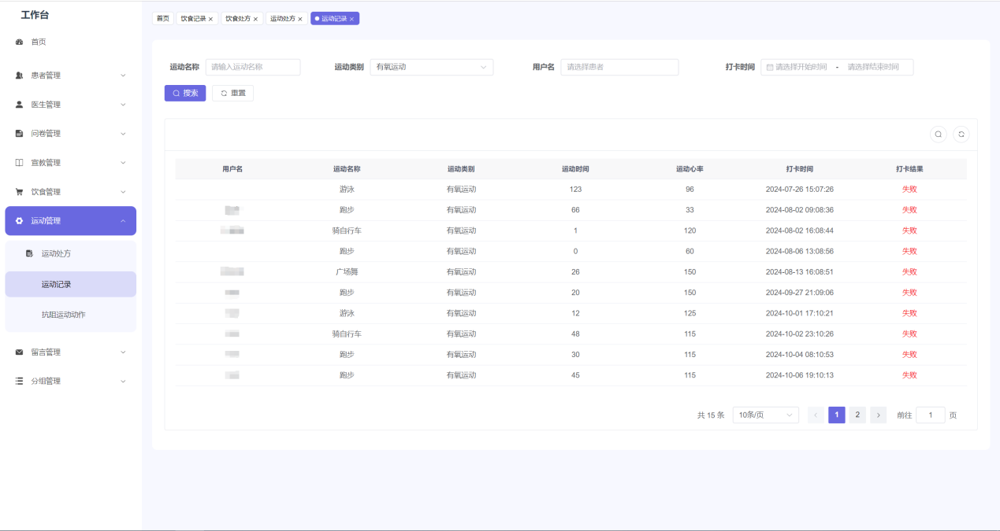 工作台
首页
患者管理
医生管理
问卷管理
宣教管理
饮食管理
运动管理
运动处方
运动记录
抗阻运动动作
留言管理
分组管理
首页 饮食记录 × 饮食处方 × 运动处方 × 运动记录 ×
运动名称 请输入运动名称 运动类别 有氧运动 用户名 请选择患者 打卡时间 请选择开始时间 - 请选择结束时间
搜索 重置
用户名 运动名称 运动类别 运动时间 运动心率 打卡时间 打卡结果
游泳 有氧运动 123 96 2024-07-26 15:07:26 失败
跑步 有氧运动 66 33 2024-08-02 09:08:36 失败
骑自行车 有氧运动 1 120 2024-08-02 16:08:44 失败
跑步 有氧运动 0 60 2024-08-06 13:08:56 失败
广场舞 有氧运动 26 150 2024-08-13 16:08:51 失败
跑步 有氧运动 20 150 2024-09-27 21:09:06 失败
游泳 有氧运动 12 125 2024-10-01 17:10:21 失败
骑自行车 有氧运动 48 115 2024-10-02 23:10:26 失败
跑步 有氧运动 30 115 2024-10-04 08:10:53 失败
跑步 有氧运动 45 115 2024-10-06 19:10:13 失败
共 15 条 10条/页 1 2 前往 1 页